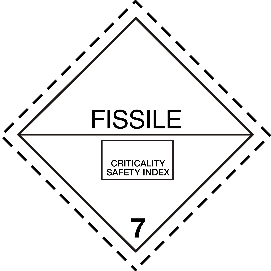 FISSILE
CRITICALITY
SAFETY INDEX
7